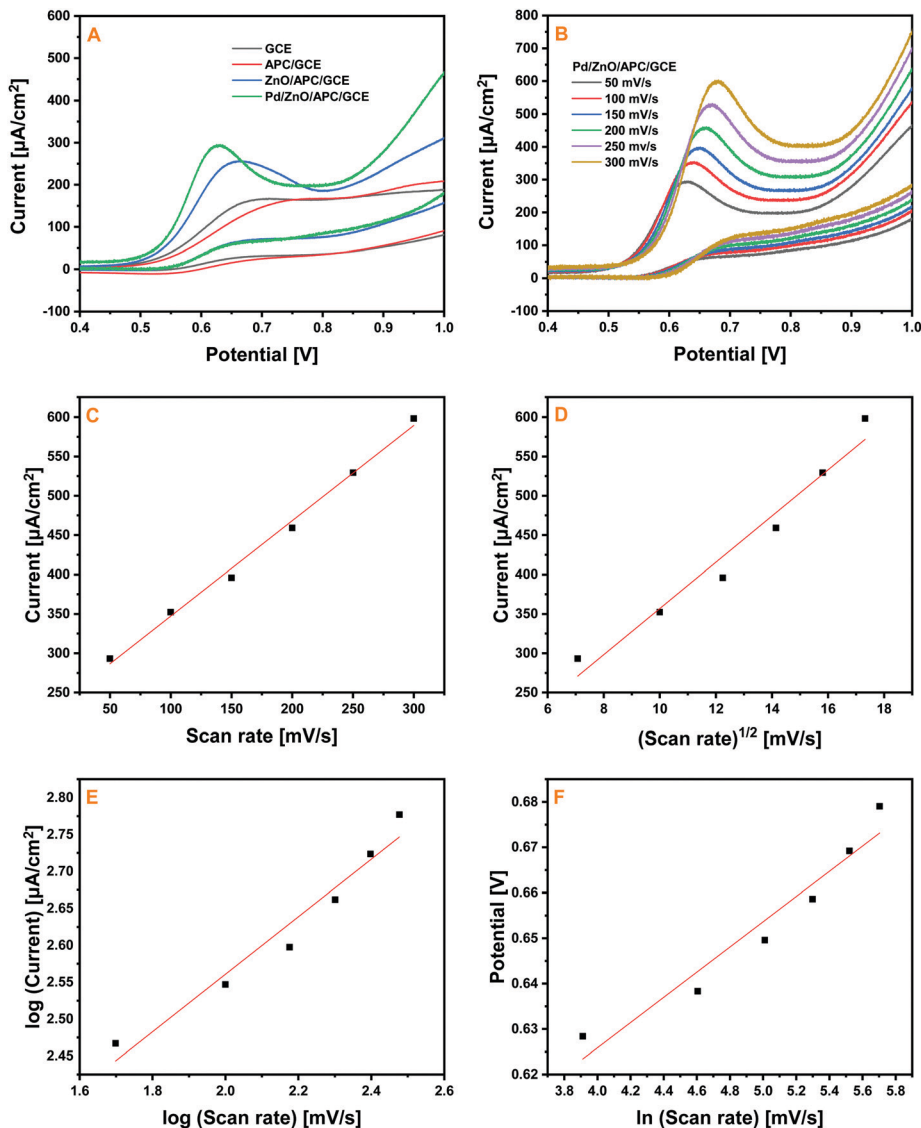 A
GCE
APC/GCE
ZnO/APC/GCE
Pd/ZnO/APC/GCE
600
500
400
300
200
100
0
-100
0.4 0.5 0.6 0.7 0.8 0.9 1.0
Current [µA/cm²]
Potential [V]
B
Pd/ZnO/APC/GCE
50 mV/s
100 mV/s
150 mV/s
200 mV/s
250 mV/s
300 mV/s
800
700
600
500
400
300
200
100
0
-100
0.4 0.5 0.6 0.7 0.8 0.9 1.0
Current [µA/cm²]
Potential [V]
C
600
550
500
450
400
350
300
250
50 100 150 200 250 300
Current [µA/cm²]
Scan rate [mV/s]
D
600
550
500
450
400
350
300
250
6 8 10 12 14 16 18
Current [µA/cm²]
(Scan rate)^1/2 [mV/s]
E
2.80
2.75
2.70
2.65
2.60
2.55
2.50
2.45
1.6 1.8 2.0 2.2 2.4 2.6
log (Current) [µA/cm²]
log (Scan rate) [mV/s]
F
0.68
0.67
0.66
0.65
0.64
0.63
0.62
3.8 4.0 4.2 4.4 4.6 4.8 5.0 5.2 5.4 5.6 5.8
Potential [V]
ln (Scan rate) [mV/s]